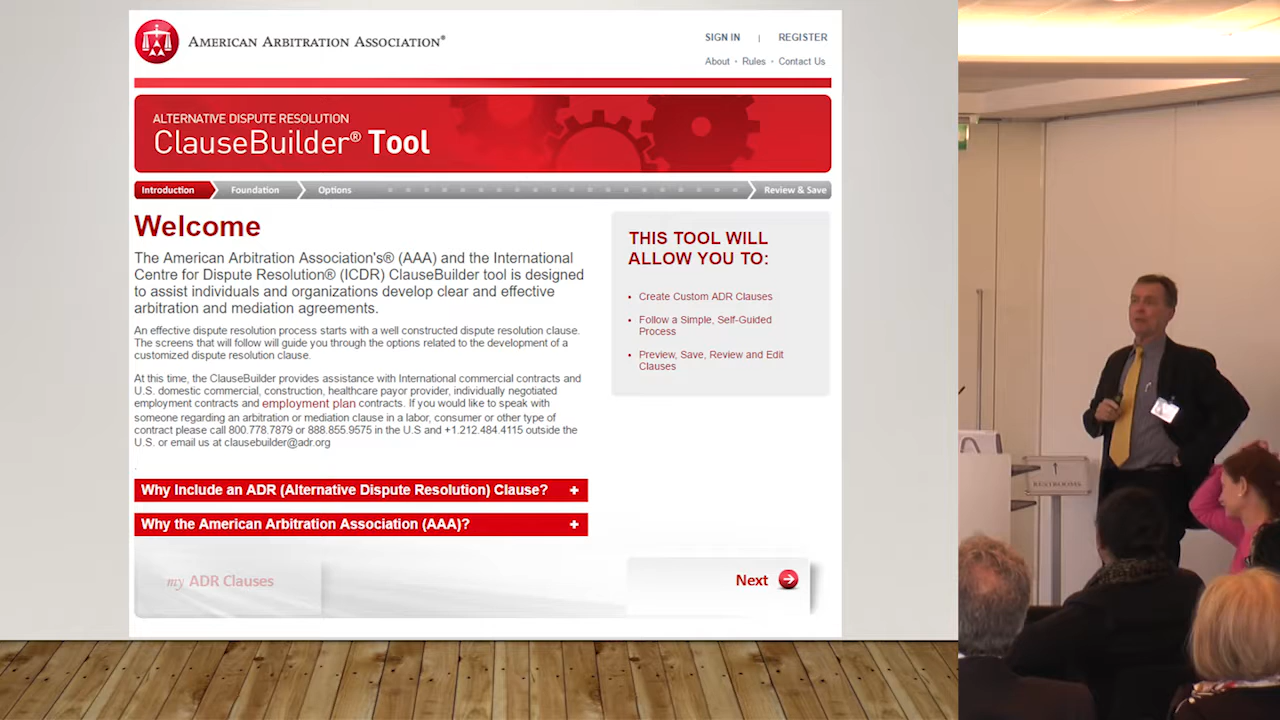 AMERICAN ARBITRATION ASSOCIATION®
SIGN IN | REGISTER
About • Rules • Contact Us
ALTERNATIVE DISPUTE RESOLUTION
ClauseBuilder® Tool
Introduction
Foundation
Options
Review & Save
Welcome
The American Arbitration Association's® (AAA) and the International
Centre for Dispute Resolution® (ICDR) ClauseBuilder tool is designed
to assist individuals and organizations develop clear and effective
arbitration and mediation agreements.
An effective dispute resolution process starts with a well constructed dispute resolution clause.
The screens that follow will guide you through the options related to the development of a
customized dispute resolution clause.
At this time, the ClauseBuilder provides assistance with International commercial contracts and
U.S. domestic commercial, construction, healthcare payor provider, individually negotiated
employment contracts and employment plan contracts. If you would like to speak with
someone regarding an arbitration or mediation clause in a labor, consumer or other type of
contract please call 800.778.7879 or 888.855.9575 in the U.S and +1.212.484.4115 outside the
U.S. or email us at clausebuilder@adr.org
.
Why Include an ADR (Alternative Dispute Resolution) Clause? +
Why the American Arbitration Association (AAA)? +
THIS TOOL WILL
ALLOW YOU TO:
• Create Custom ADR Clauses
• Follow a Simple, Self-Guided
Process
• Preview, Save, Review and Edit
Clauses
my ADR Clauses
Next
RESTROOMS